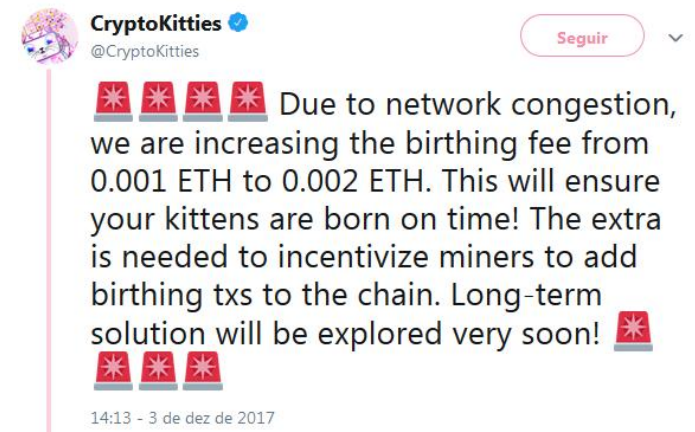 CryptoKitties
@CryptoKitties
Seguir
🚨🚨🚨🚨 Due to network congestion,
we are increasing the birthing fee from
0.001 ETH to 0.002 ETH. This will ensure
your kittens are born on time! The extra
is needed to incentivize miners to add
birthing txs to the chain. Long-term
solution will be explored very soon! 🚨
🚨🚨🚨
14:13 - 3 de dez de 2017